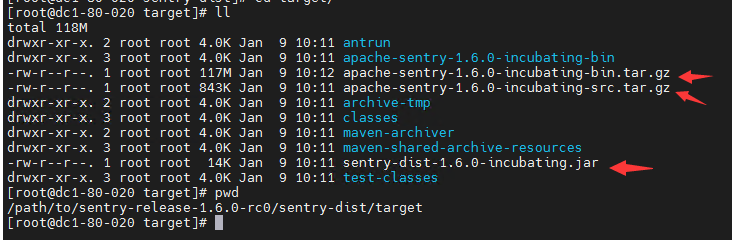 [root@dc1-80-020 target]# ll
total 118M
drwxr-xr-x. 2 root root 4.0K Jan  9 10:11 antrun
drwxr-xr-x. 3 root root 4.0K Jan  9 10:11 apache-sentry-1.6.0-incubating-bin
-rw-r--r--. 1 root root 117M Jan  9 10:12 apache-sentry-1.6.0-incubating-bin.tar.gz
-rw-r--r--. 1 root root 843K Jan  9 10:11 apache-sentry-1.6.0-incubating-src.tar.gz
drwxr-xr-x. 2 root root 4.0K Jan  9 10:11 archive-tmp
drwxr-xr-x. 3 root root 4.0K Jan  9 10:11 classes
drwxr-xr-x. 2 root root 4.0K Jan  9 10:11 maven-archiver
drwxr-xr-x. 3 root root 4.0K Jan  9 10:11 maven-shared-archive-resources
-rw-r--r--. 1 root root  14K Jan  9 10:11 sentry-dist-1.6.0-incubating.jar
drwxr-xr-x. 3 root root 4.0K Jan  9 10:11 test-classes
[root@dc1-80-020 target]# pwd
/path/to/sentry-release-1.6.0-rc0/sentry-dist/target
[root@dc1-80-020 target]#